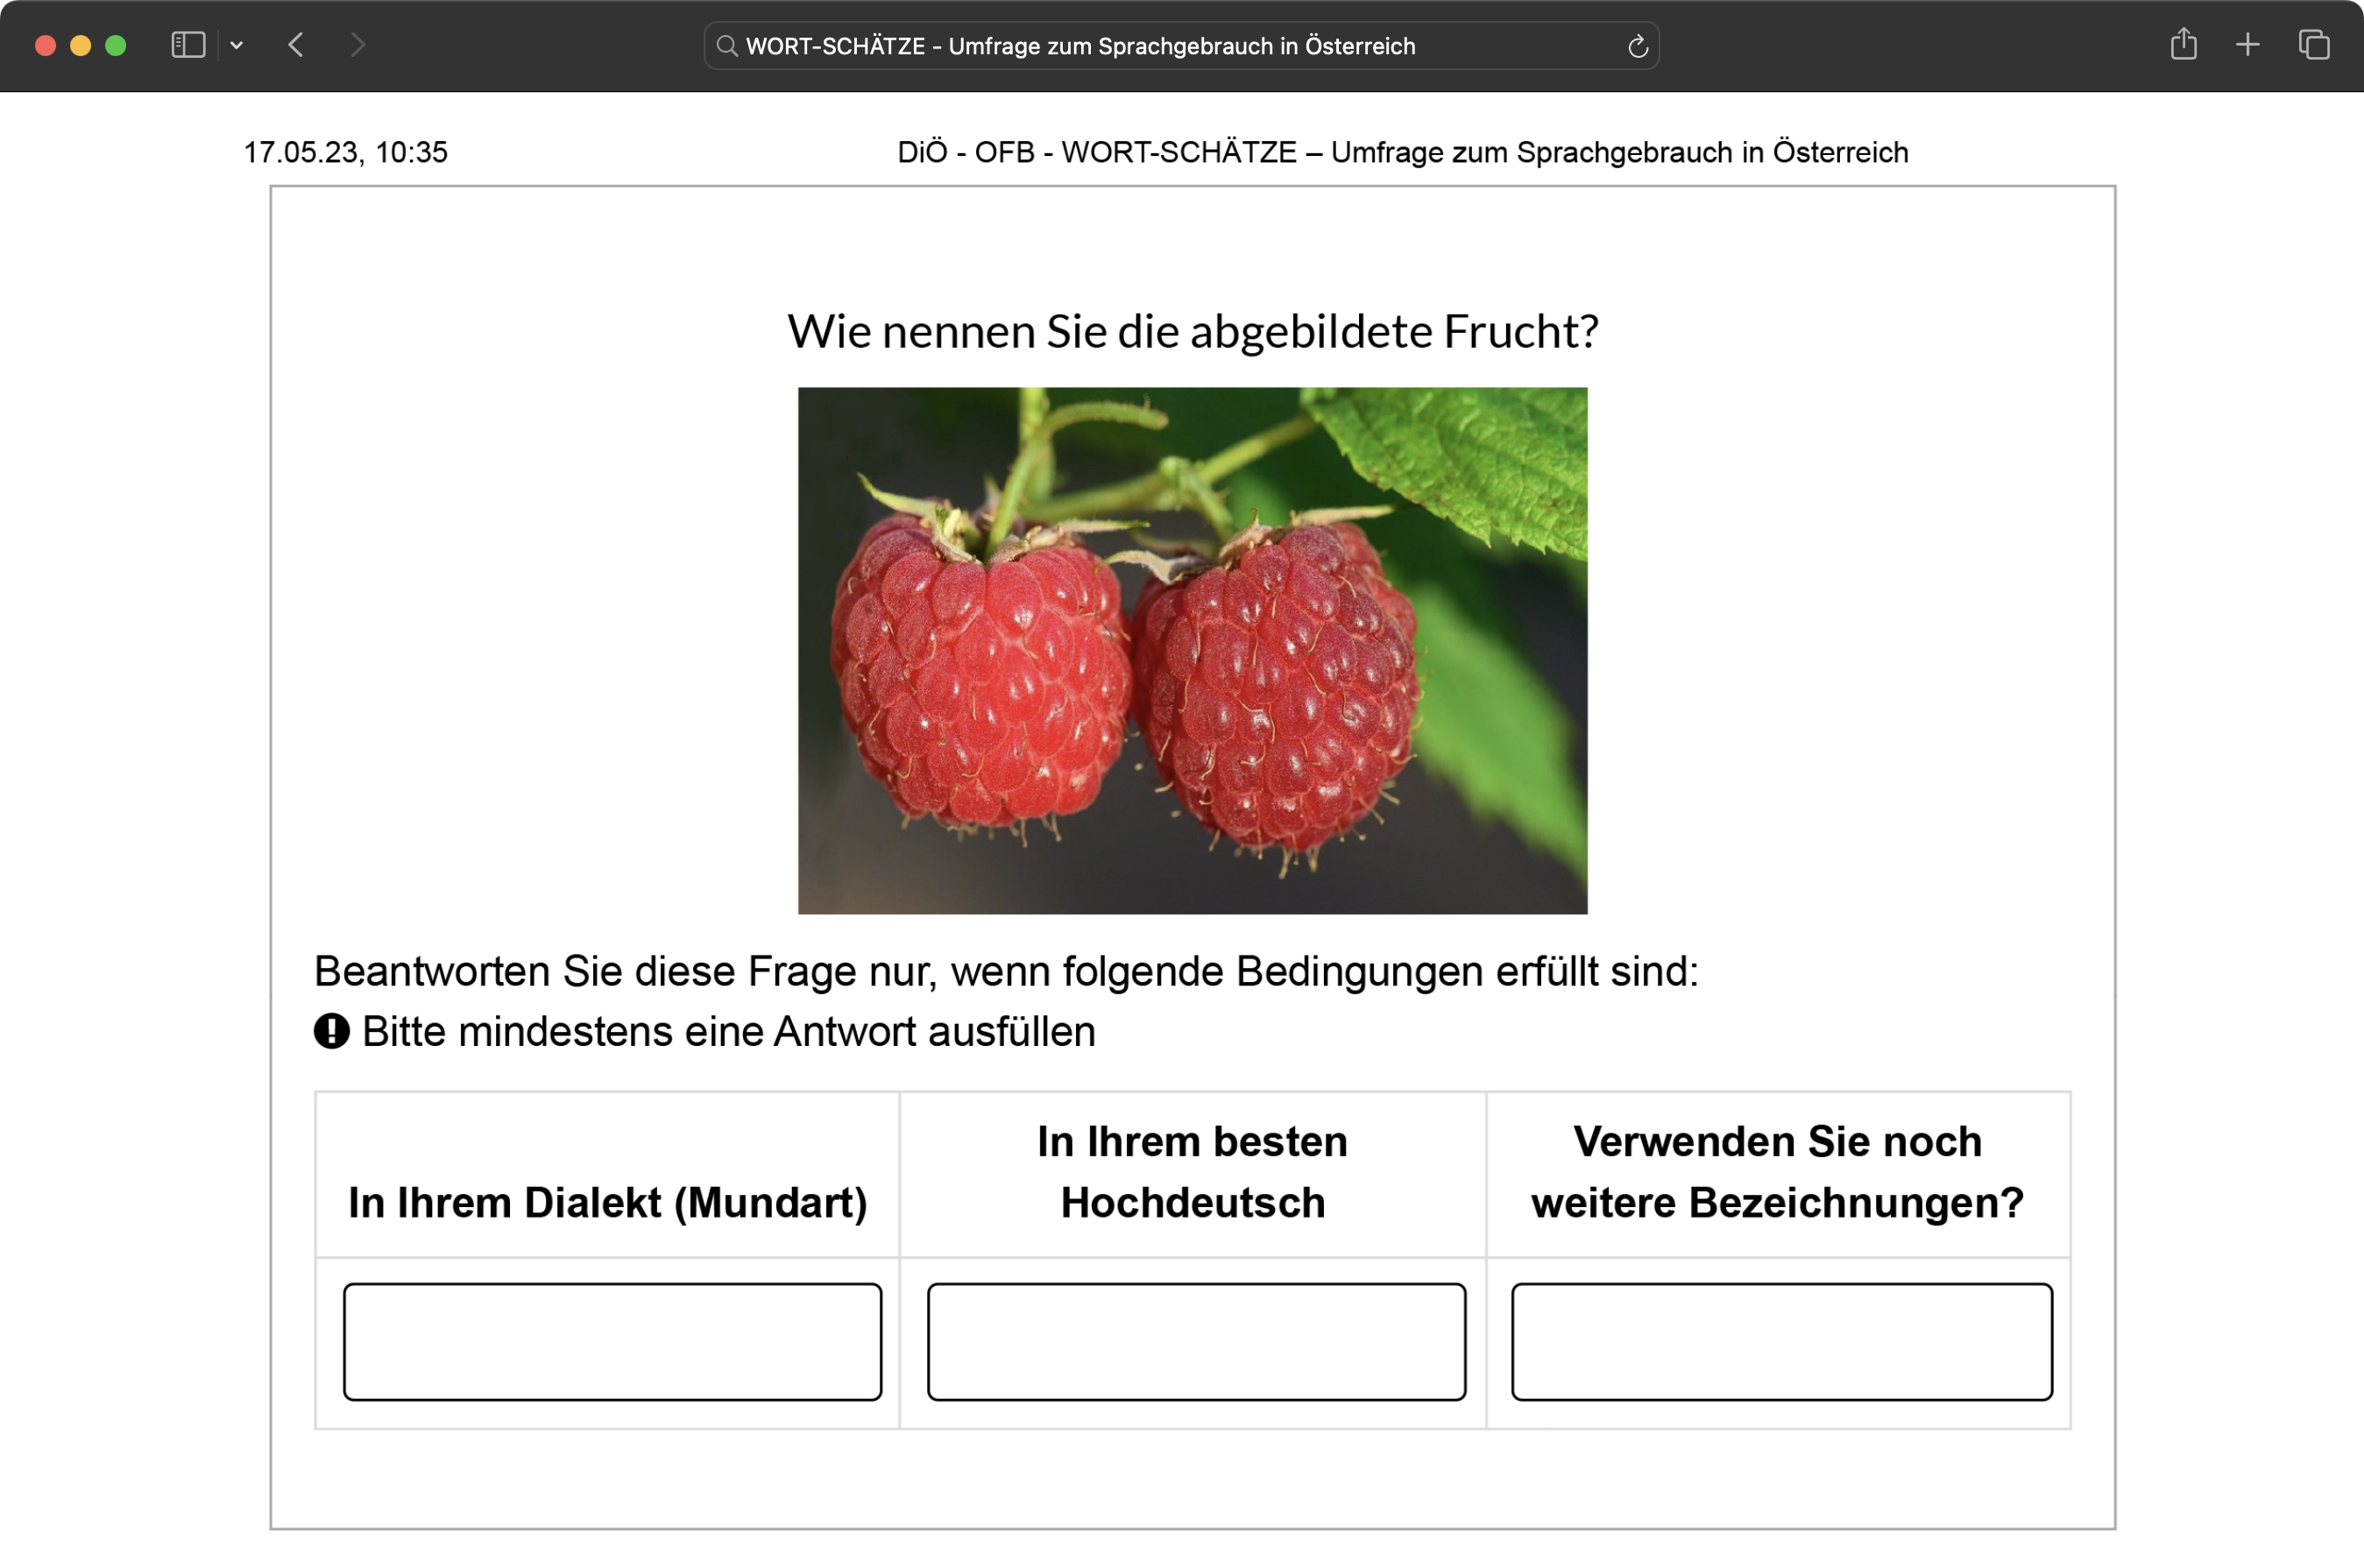 WORT-SCHÄTZE - Umfrage zum Sprachgebrauch in Österreich
17.05.23, 10:35 DiÖ - OFB - WORT-SCHÄTZE – Umfrage zum Sprachgebrauch in Österreich
Wie nennen Sie die abgebildete Frucht?
Beantworten Sie diese Frage nur, wenn folgende Bedingungen erfüllt sind:
! Bitte mindestens eine Antwort ausfüllen
In Ihrem Dialekt (Mundart)
In Ihrem besten
Hochdeutsch
Verwenden Sie noch
weitere Bezeichnungen?